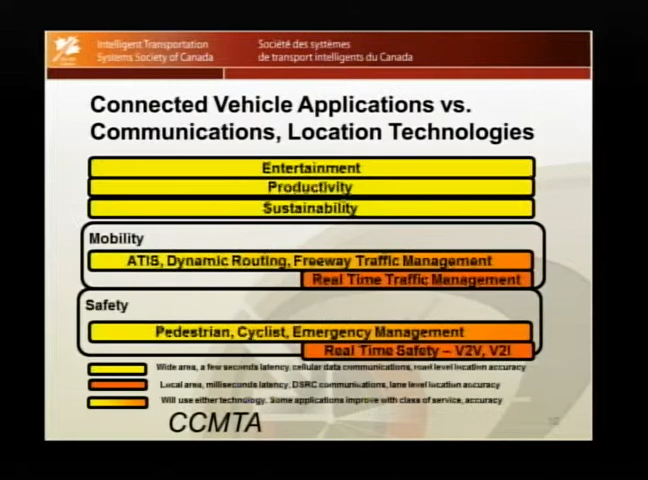 Intelligent Transportation
Systems Society of Canada
Société des systèmes
de transport intelligents du Canada
Connected Vehicle Applications vs.
Communications, Location Technologies
Entertainment
Productivity
Sustainability
Mobility
ATIS, Dynamic Routing, Freeway Traffic Management
Real Time Traffic Management
Safety
Pedestrian, Cyclist, Emergency Management
Real Time Safety – V2V, V2I
Wide area, a few seconds latency, cellular data communications, road level location accuracy
Local area, milliseconds latency, DSRC communications, lane level location accuracy
Will use either technology. Some applications improve with class of service, accuracy
CCMTA